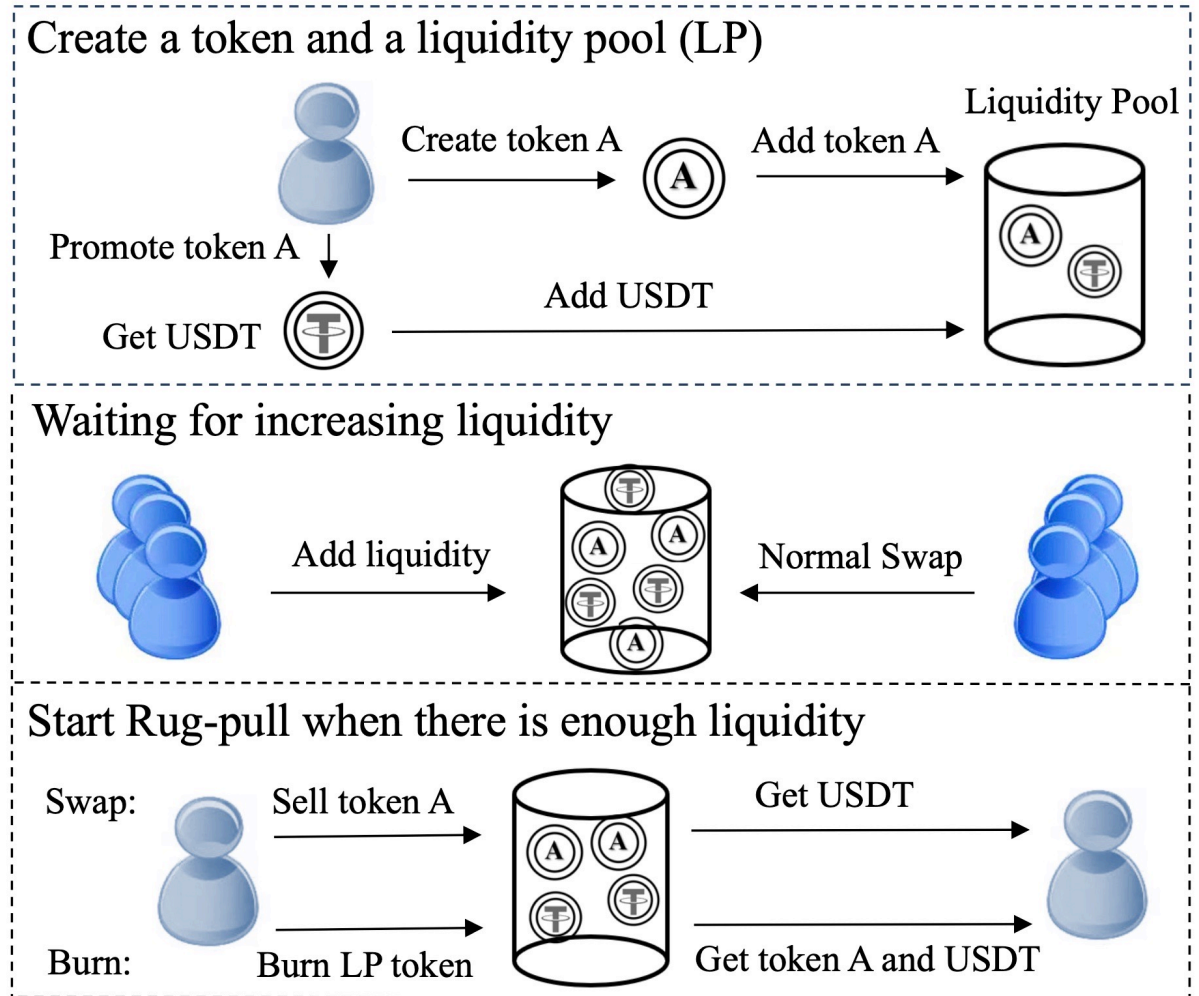 Create a token and a liquidity pool (LP)
Liquidity Pool
Create token A
Add token A
A
A
Promote token A
Add USDT
Get USDT
Waiting for increasing liquidity
A
A
Add liquidity
Normal Swap
A
Start Rug-pull when there is enough liquidity
Swap:
Sell token A
Get USDT
A
A
Burn:
Burn LP token
Get token A and USDT